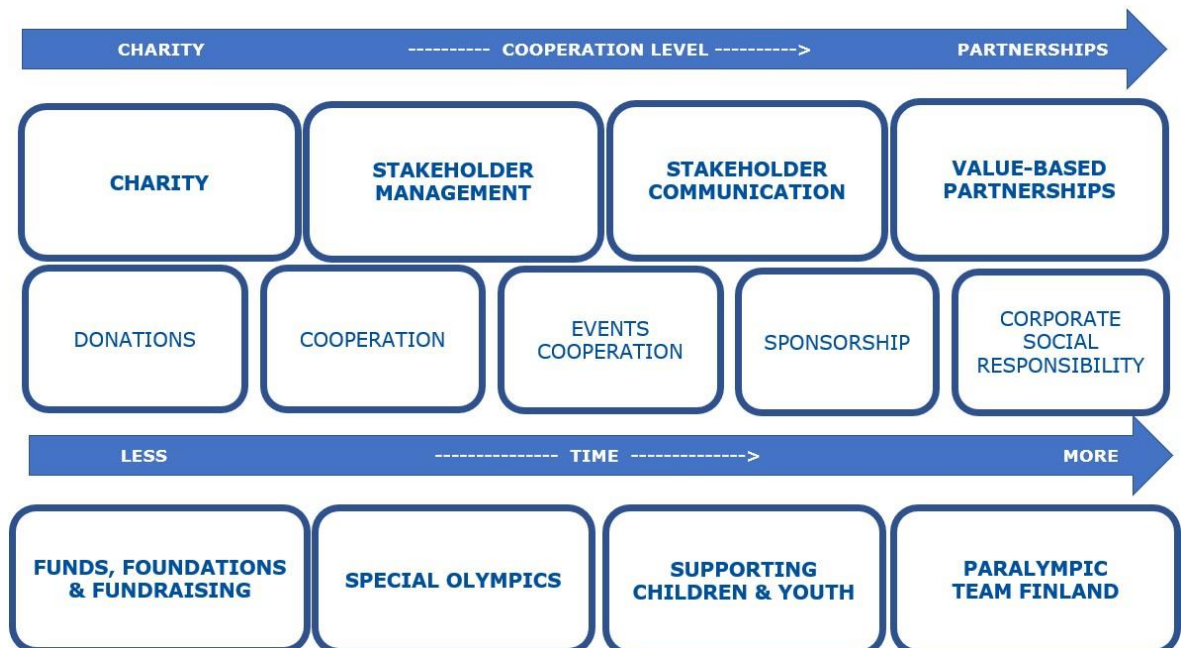 CHARITY ---------- COOPERATION LEVEL ----------> PARTNERSHIPS
CHARITY
STAKEHOLDER
MANAGEMENT
STAKEHOLDER
COMMUNICATION
VALUE-BASED
PARTNERSHIPS
DONATIONS
COOPERATION
EVENTS
COOPERATION
SPONSORSHIP
CORPORATE
SOCIAL
RESPONSIBILITY
LESS --------------- TIME --------------> MORE
FUNDS, FOUNDATIONS
& FUNDRAISING
SPECIAL OLYMPICS
SUPPORTING
CHILDREN & YOUTH
PARALYMPIC
TEAM FINLAND